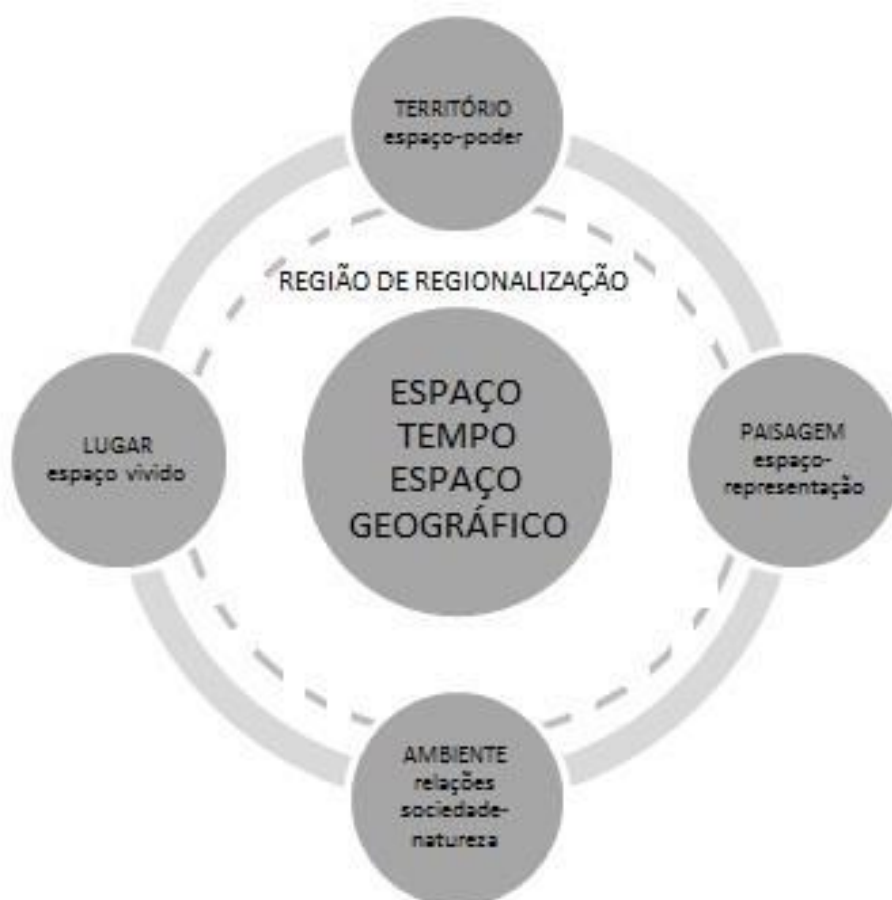 TERRITÓRIO
espaço-poder
REGIÃO DE REGIONALIZAÇÃO
ESPAÇO
TEMPO
ESPAÇO
GEOGRÁFICO
LUGAR
espaço vivido
PAISAGEM
espaço-
representação
AMBIENTE
relações
sociedade-
natureza